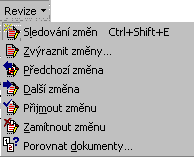 Revize
Sledování změn Ctrl+Shift+E
Zvýraznit změny...
Předchozí změna
Další změna
Přijmout změnu
Zamítnout změnu
Porovnat dokumenty...